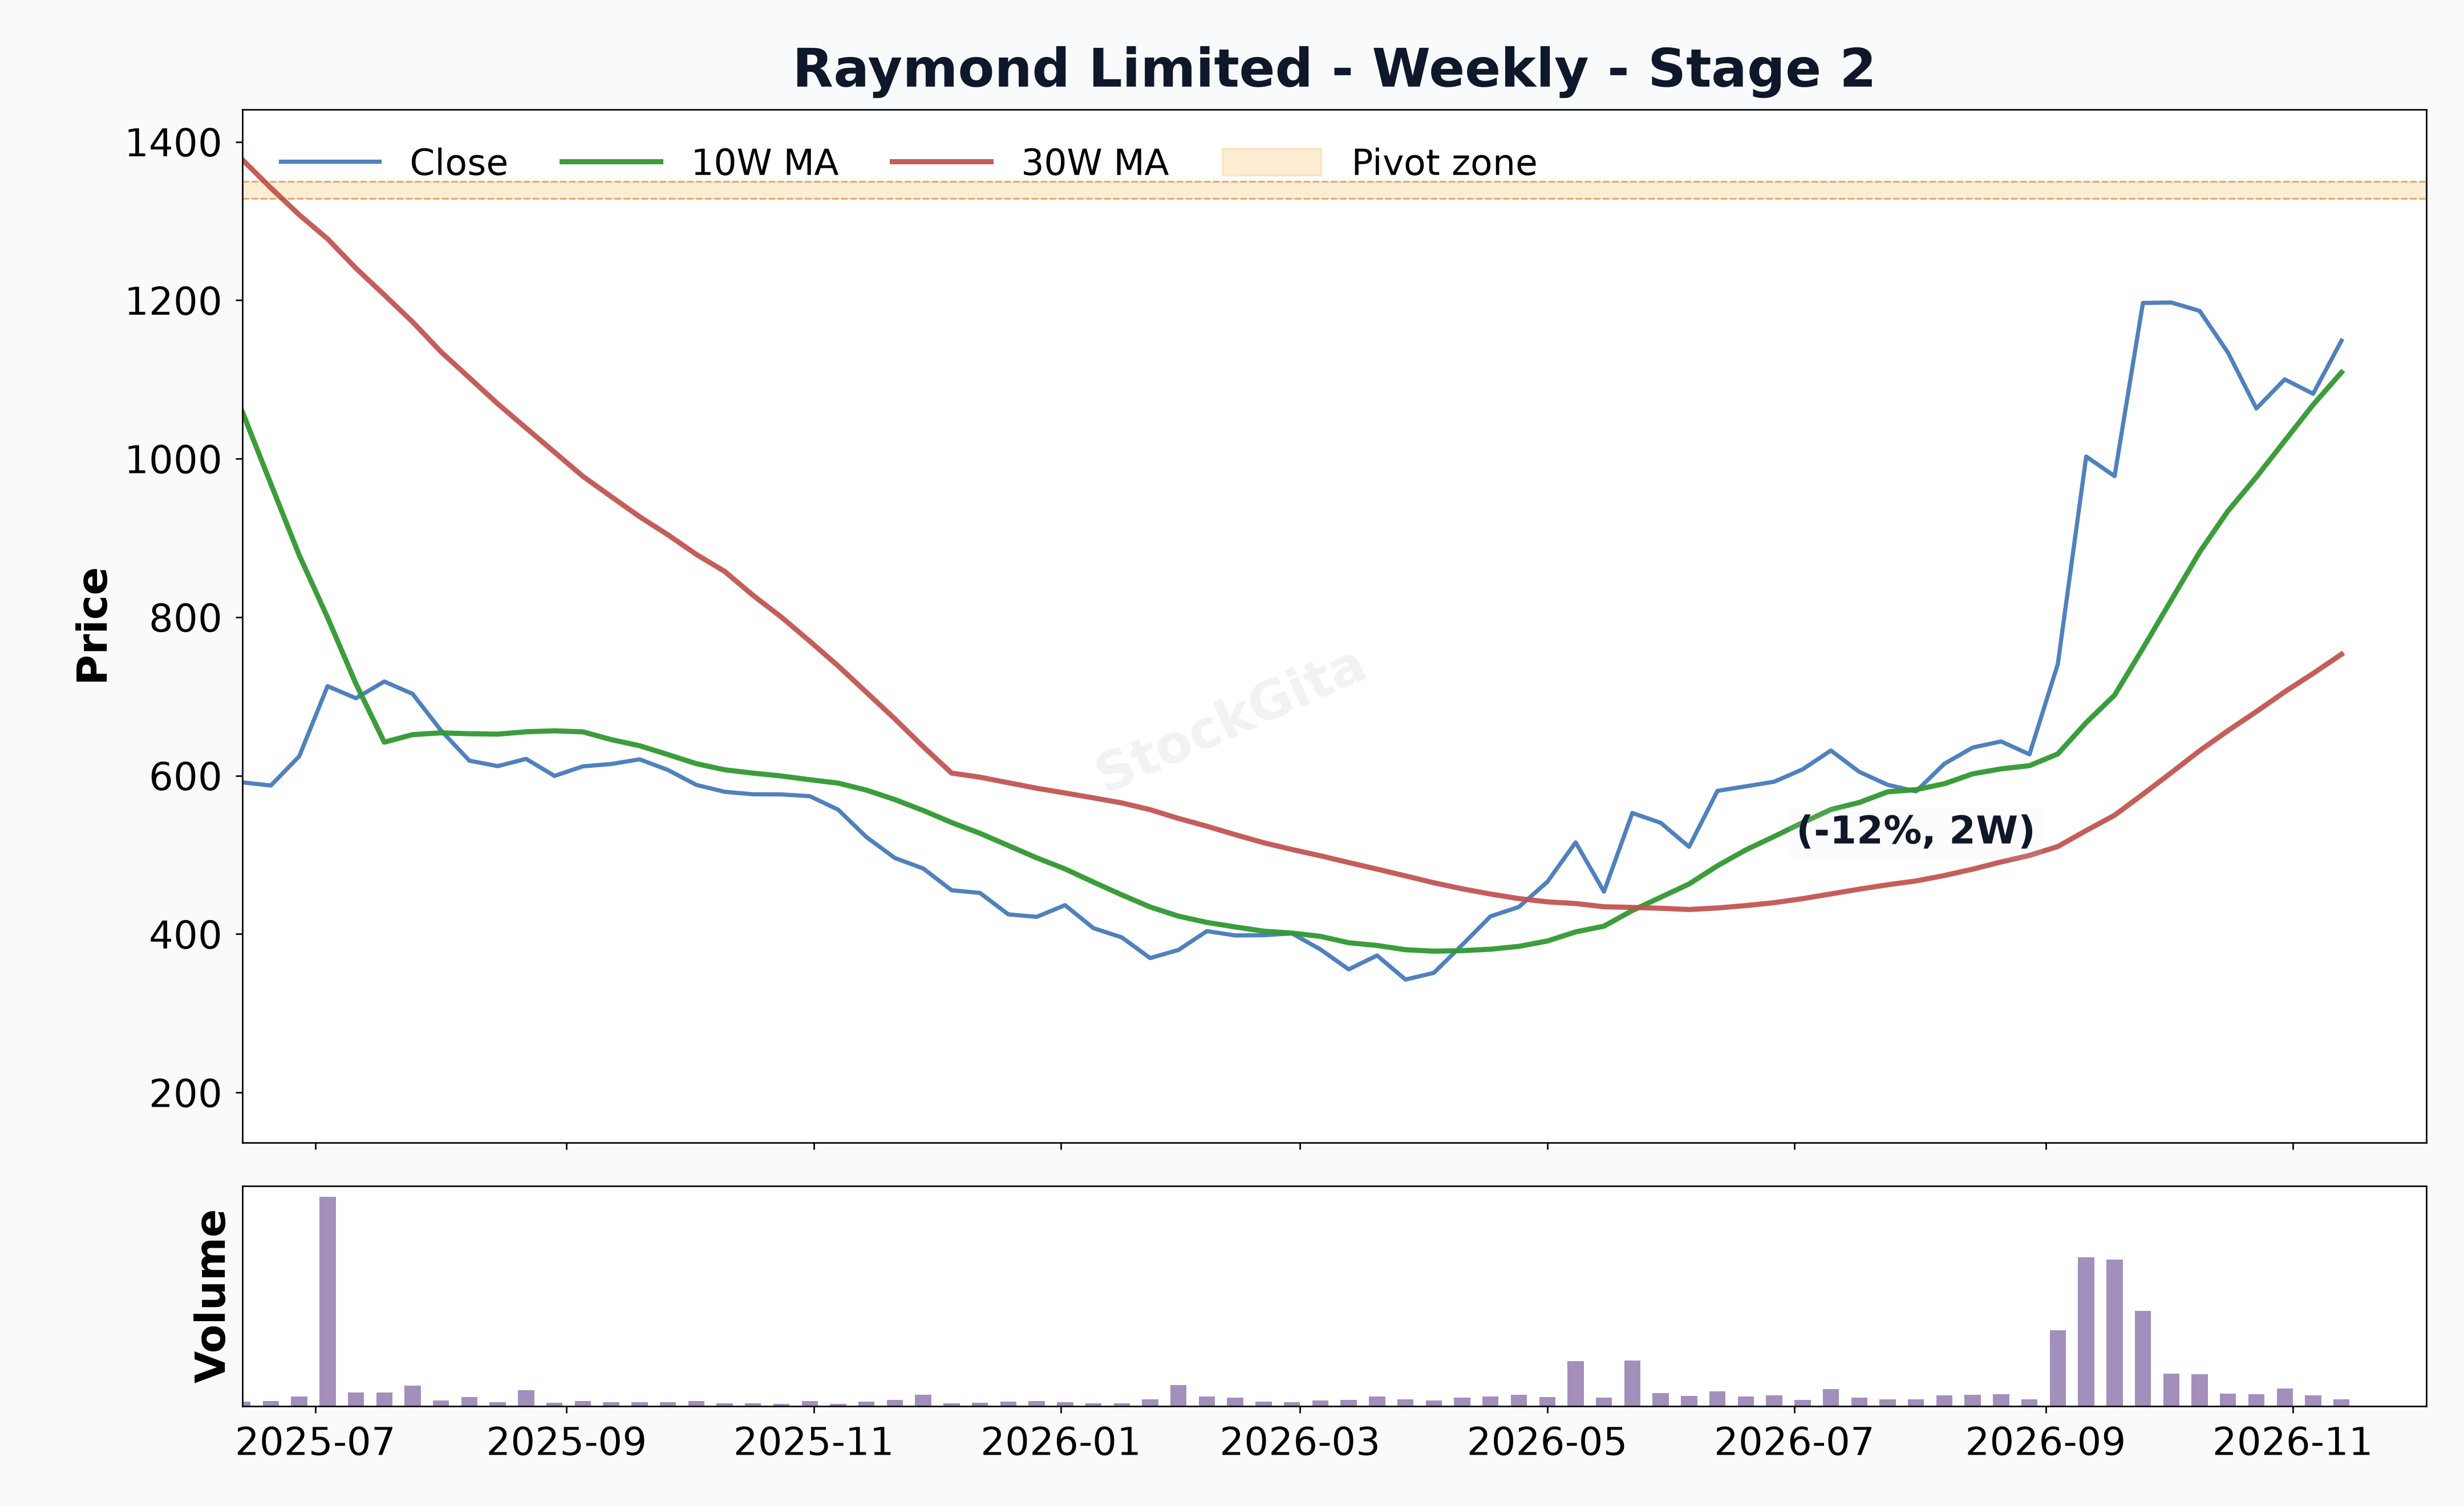 Raymond Limited - Weekly - Stage 2
Close 10W MA 30W MA Pivot zone
1400
1200
1000
800
600
400
200
Price
StockGita
(-12%, 2W)
Volume
2025-07 2025-09 2025-11 2026-01 2026-03 2026-05 2026-07 2026-09 2026-11